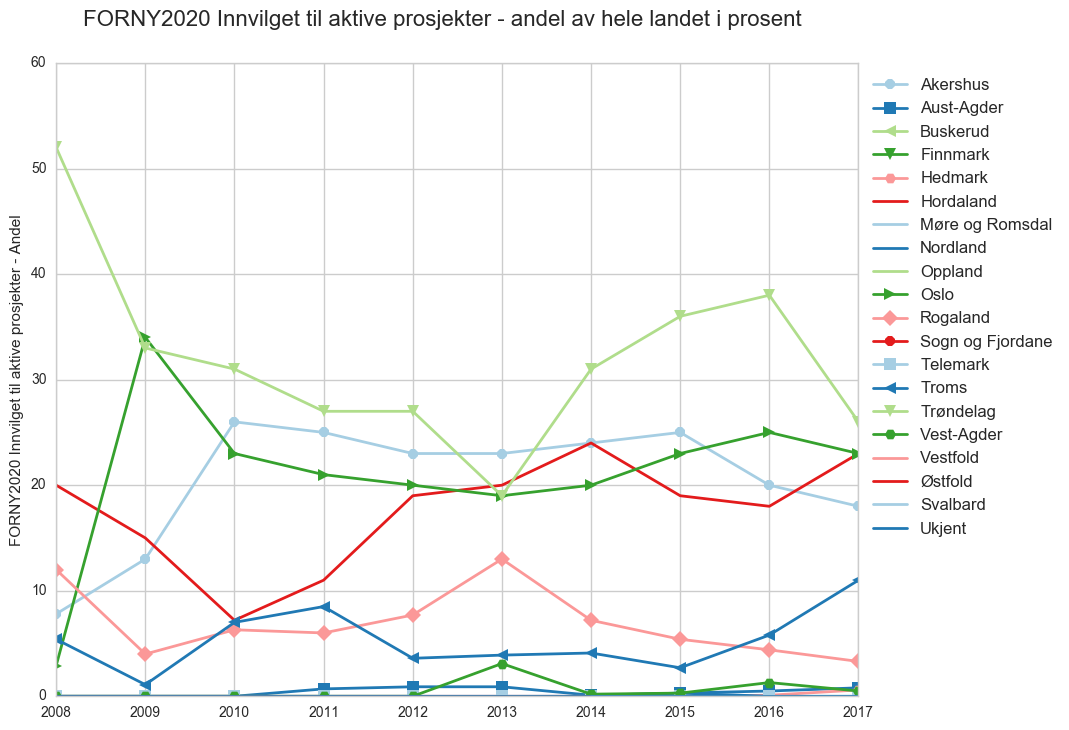 FORNY2020 Innvilget til aktive prosjekter - andel av hele landet i prosent
FORNY2020 Innvilget til aktive prosjekter - Andel
60
50
40
30
20
10
0
2008 2009 2010 2011 2012 2013 2014 2015 2016 2017
Akershus
Aust-Agder
Buskerud
Finnmark
Hedmark
Hordaland
Møre og Romsdal
Nordland
Oppland
Oslo
Rogaland
Sogn og Fjordane
Telemark
Troms
Trøndelag
Vest-Agder
Vestfold
Østfold
Svalbard
Ukjent